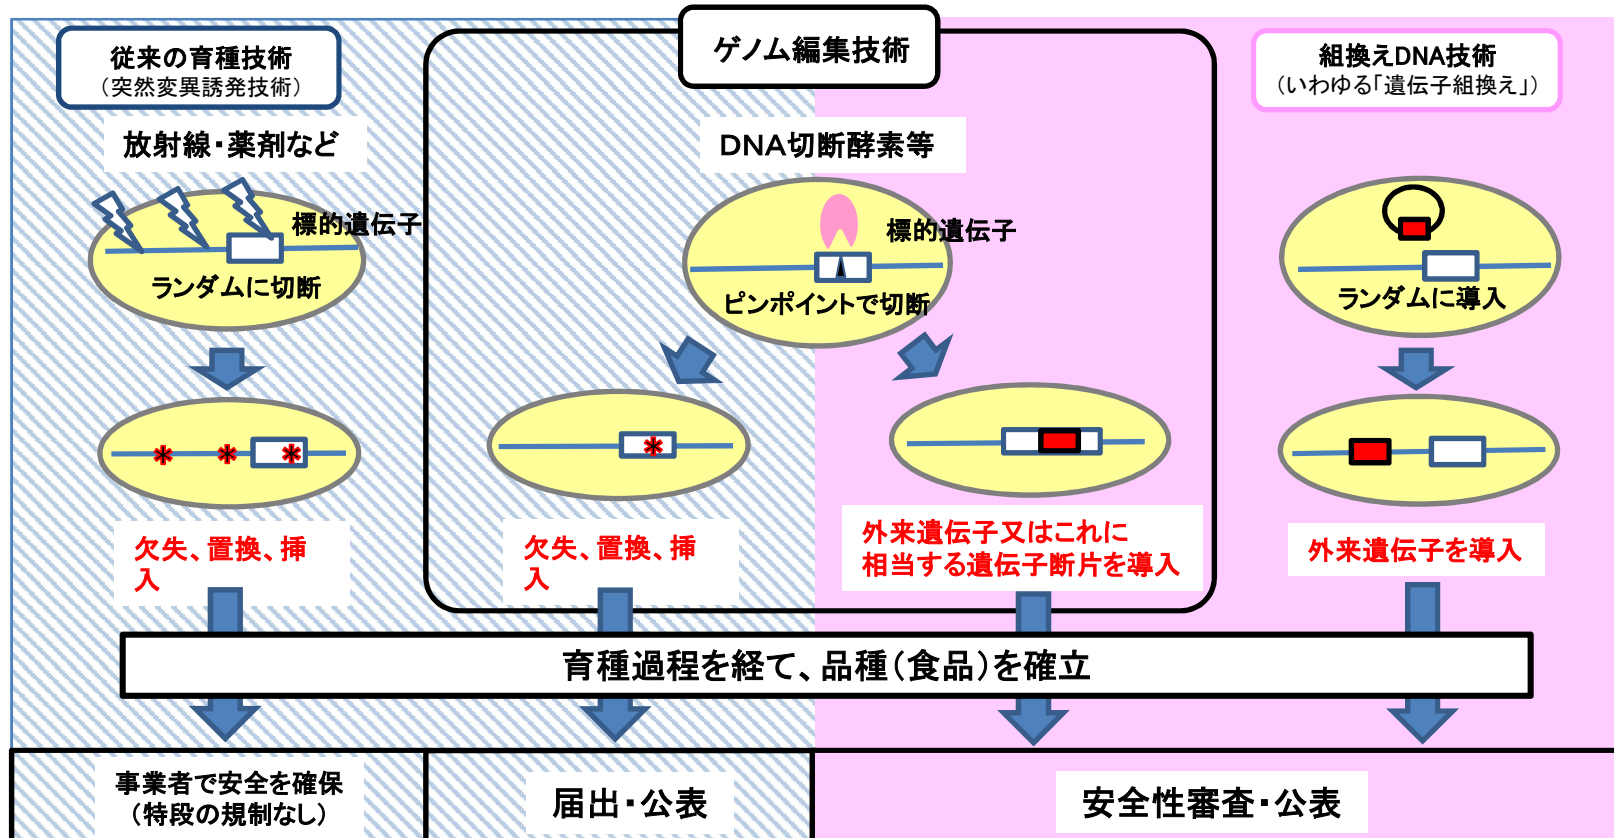 ゲノム編集技術
従来の育種技術
（突然変異誘発技術）
組換えDNA技術
（いわゆる「遺伝子組換え」）
放射線・薬剤など
DNA切断酵素等
標的遺伝子
ランダムに切断
標的遺伝子
ピンポイントで切断
ランダムに導入
欠失、置換、挿
入
欠失、置換、挿
入
外来遺伝子又はこれに
相当する遺伝子断片を導入
外来遺伝子を導入
育種過程を経て、品種（食品）を確立
事業者で安全を確保
（特段の規制なし）
届出・公表
安全性審査・公表